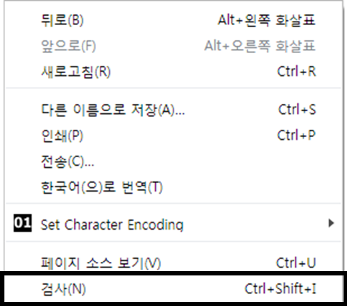 뒤로(B) Alt+왼쪽 화살표
앞으로(F) Alt+오른쪽 화살표
새로고침(R) Ctrl+R
다른 이름으로 저장(A)... Ctrl+S
인쇄(P) Ctrl+P
전송(C)...
한국어(으)로 번역(T)
01 Set Character Encoding
페이지 소스 보기(V) Ctrl+U
검사(N) Ctrl+Shift+I